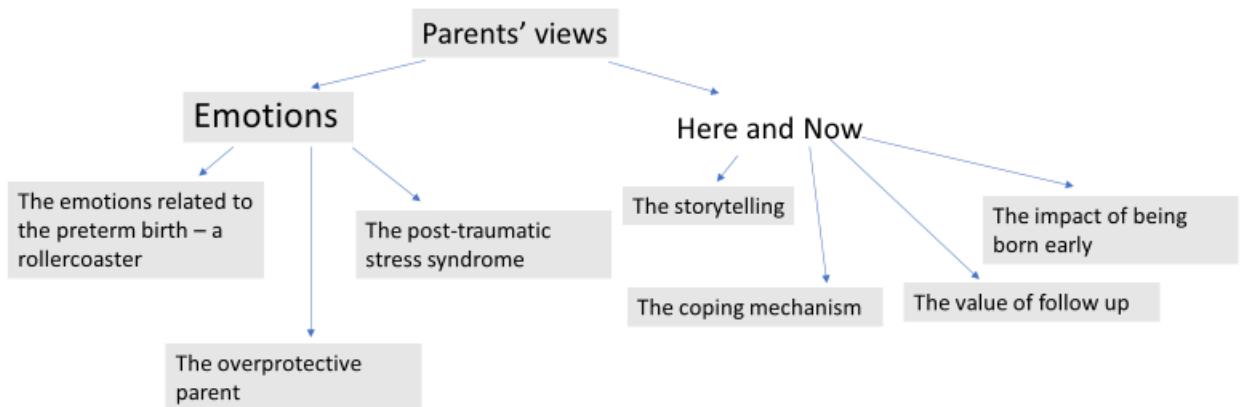 Parents’ views
Emotions
Here and Now
The emotions related to
the preterm birth – a
rollercoaster
The post-traumatic
stress syndrome
The overprotective
parent
The storytelling
The coping mechanism
The value of follow up
The impact of being
born early